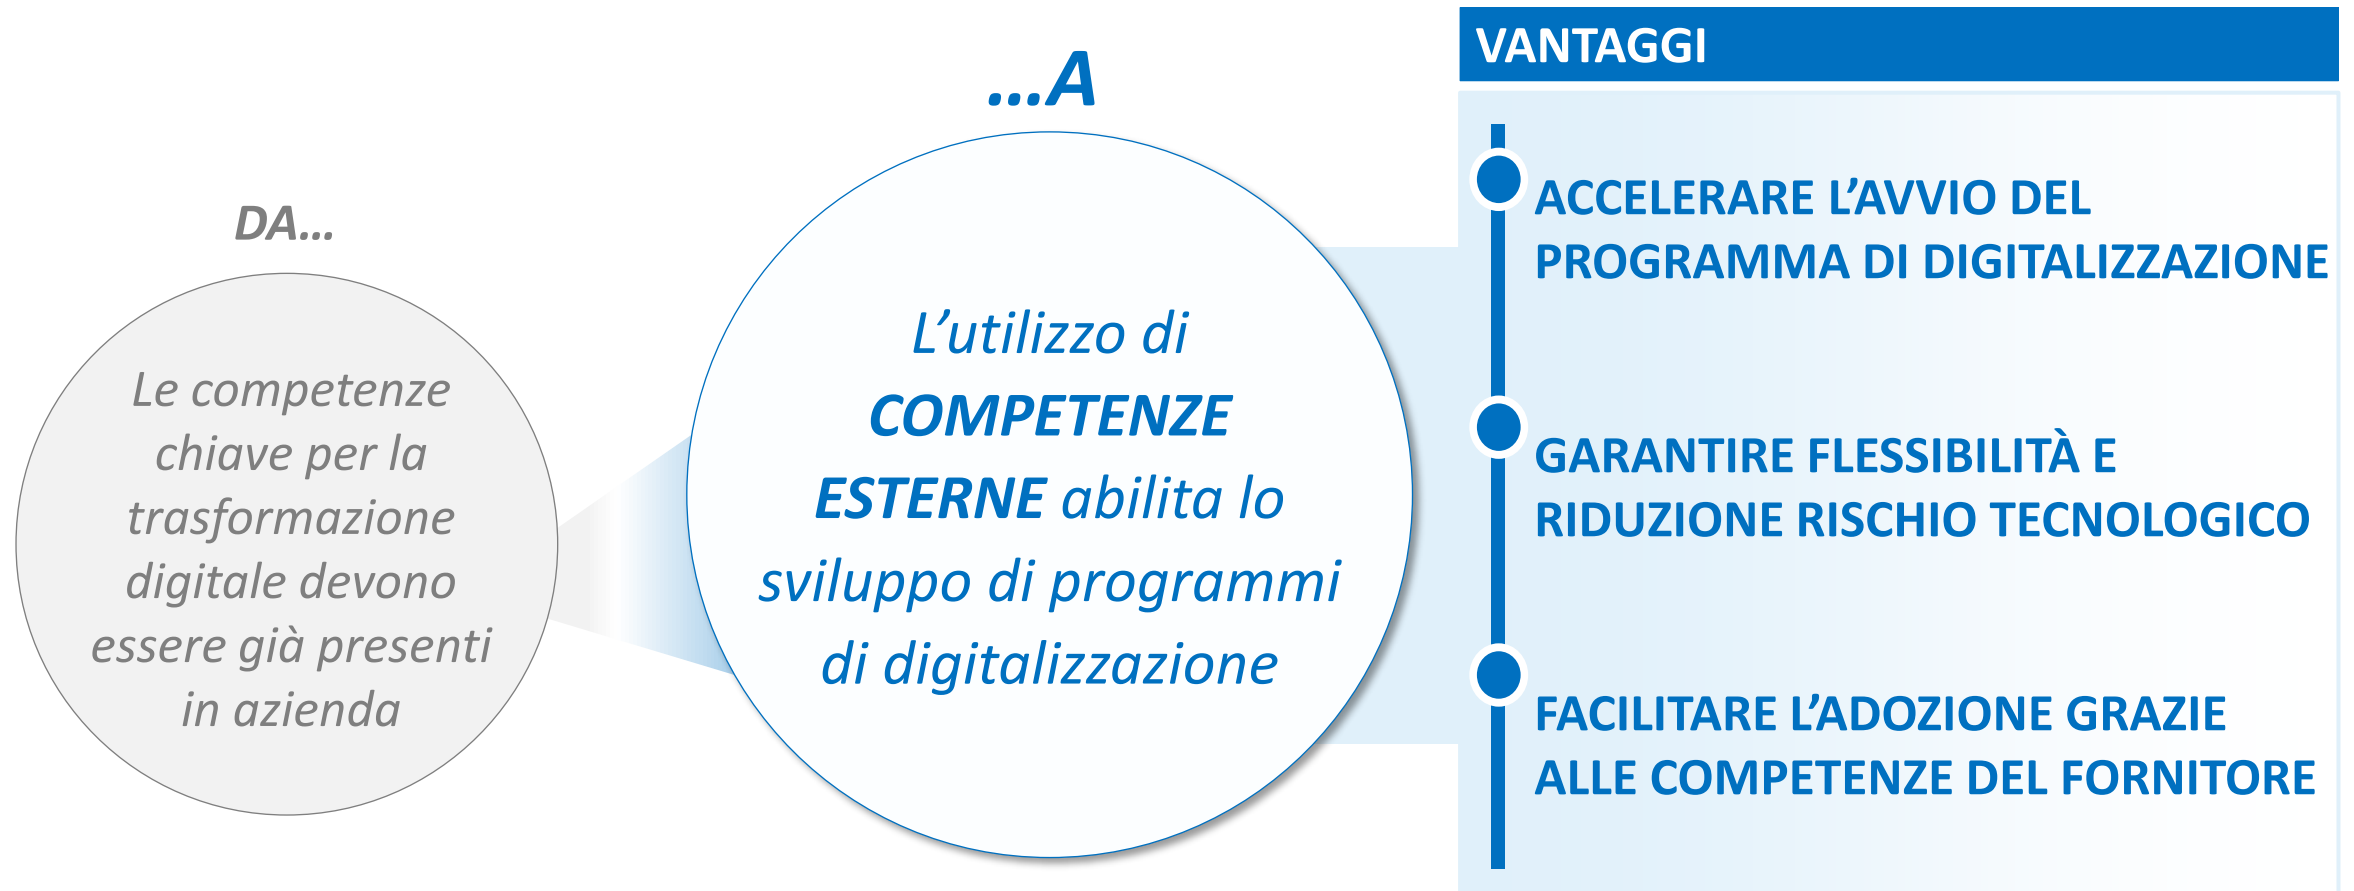 DA...
Le competenze
chiave per la
trasformazione
digitale devono
essere già presenti
in azienda
...A
L’utilizzo di
COMPETENZE
ESTERNE abilita lo
sviluppo di programmi
di digitalizzazione
VANTAGGI
ACCELERARE L’AVVIO DEL
PROGRAMMA DI DIGITALIZZAZIONE
GARANTIRE FLESSIBILITÀ E
RIDUZIONE RISCHIO TECNOLOGICO
FACILITARE L’ADOZIONE GRAZIE
ALLE COMPETENZE DEL FORNITORE